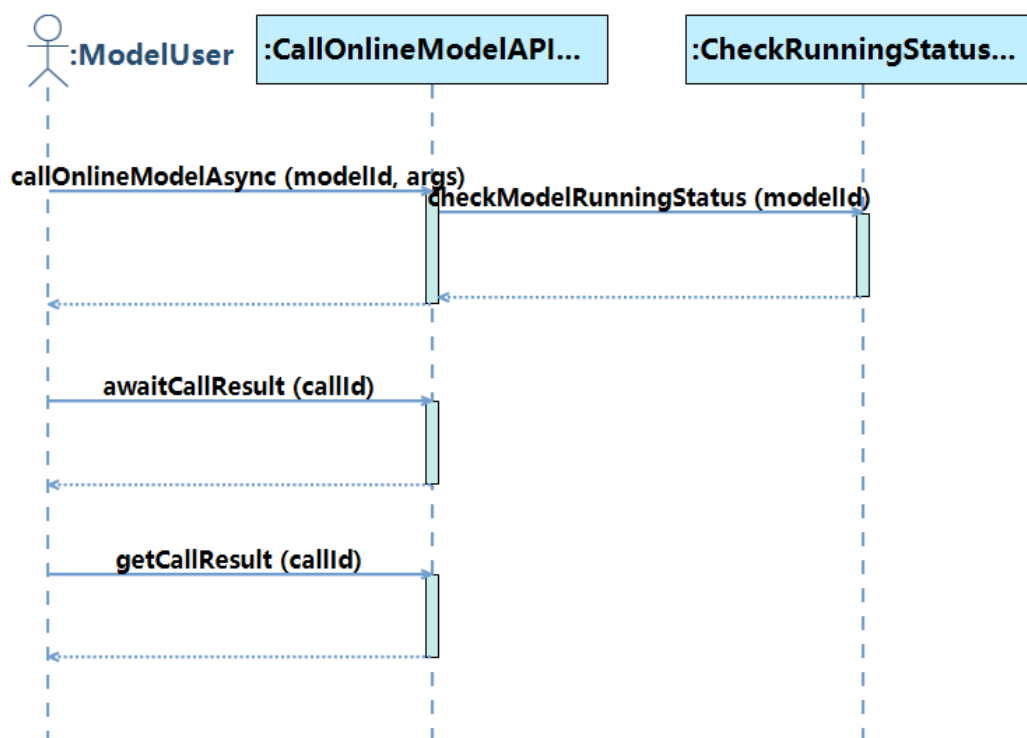 :ModelUser
:CallOnlineModelAPI...
:CheckRunningStatus...
callOnlineModelAsync (modelId, args)
checkModelRunningStatus (modelId)
awaitCallResult (callId)
getCallResult (callId)